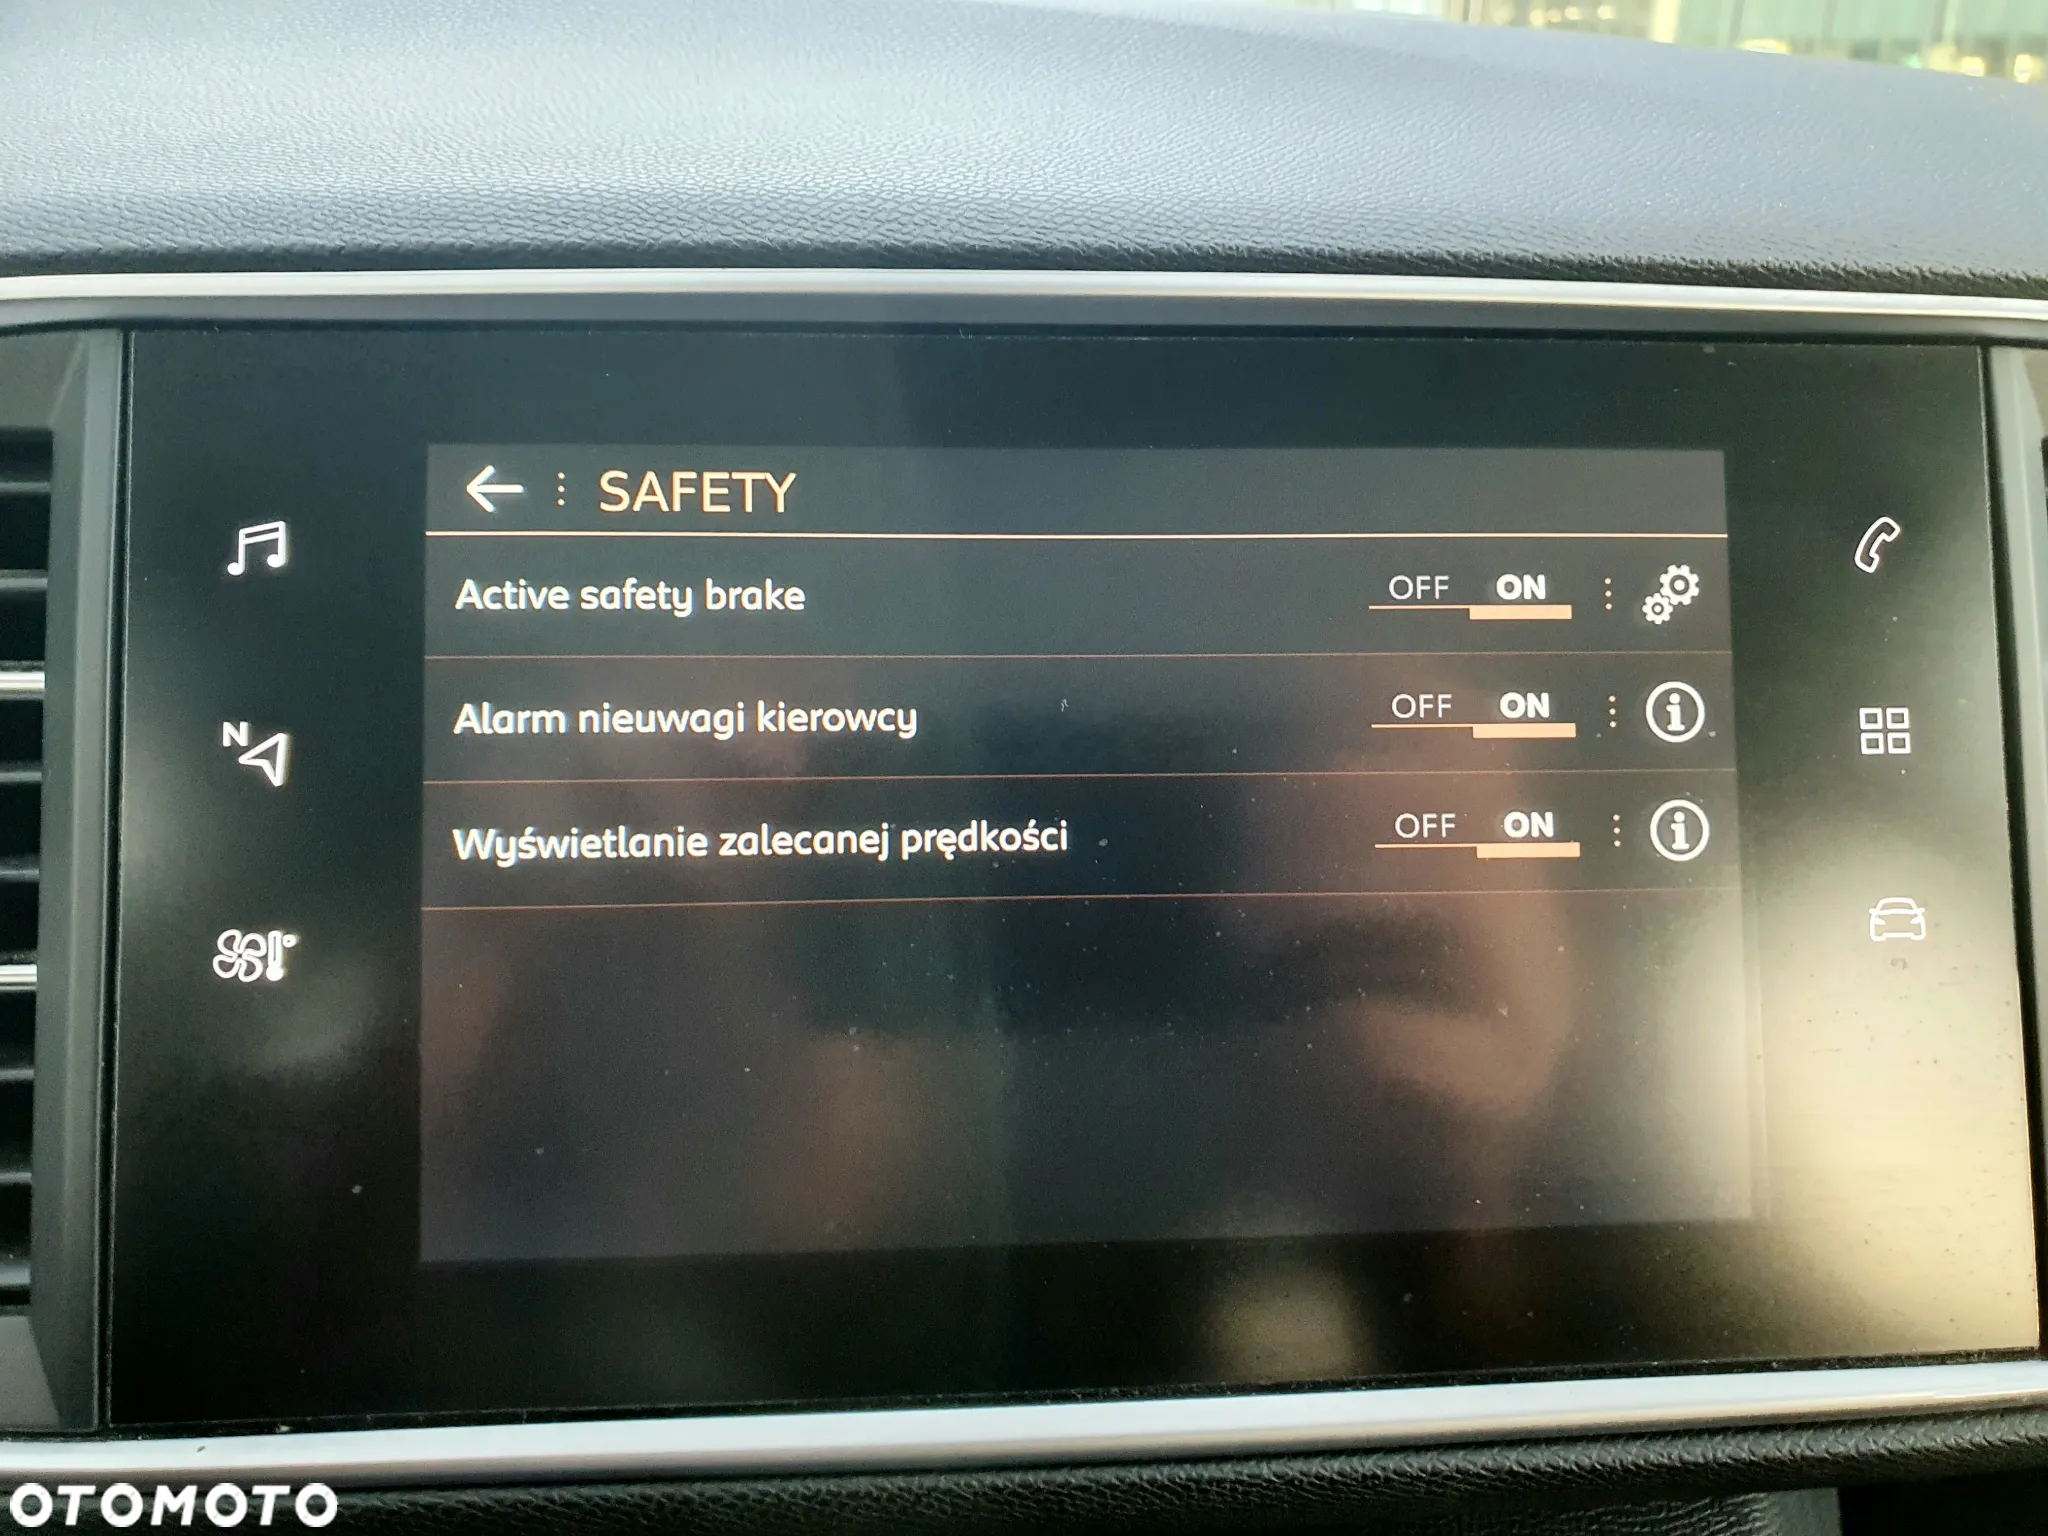 SAFETY
Active safety brake OFF ON
Alarm nieuwagi kierowcy OFF ON
Wyświetlanie zalecanej prędkości OFF ON
N
OTOMOTO